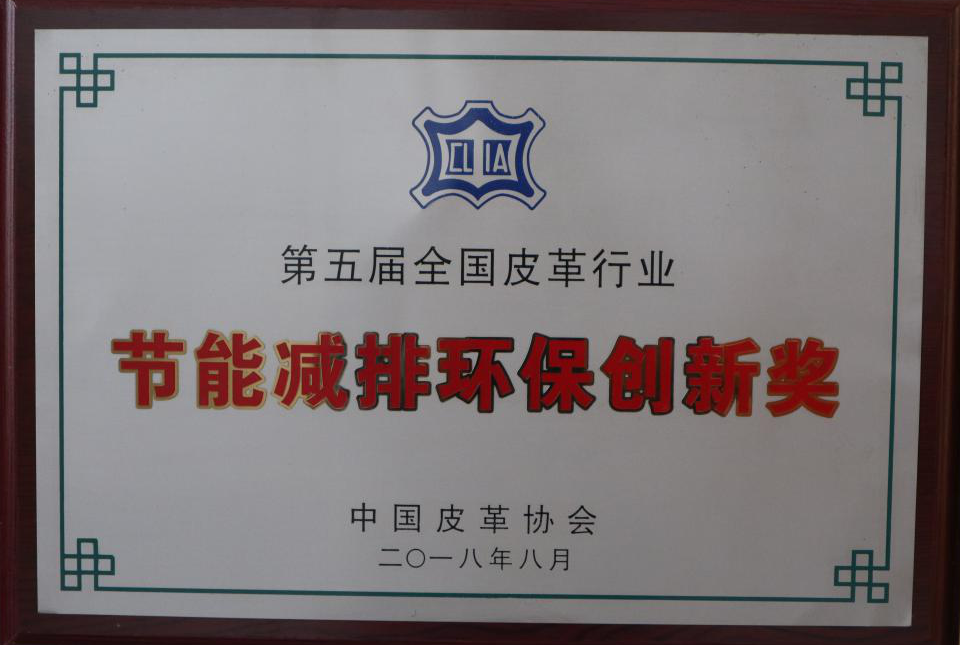 CLIA
第五届全国皮革行业
节能减排环保创新奖
中国皮革协会
二〇一八年八月